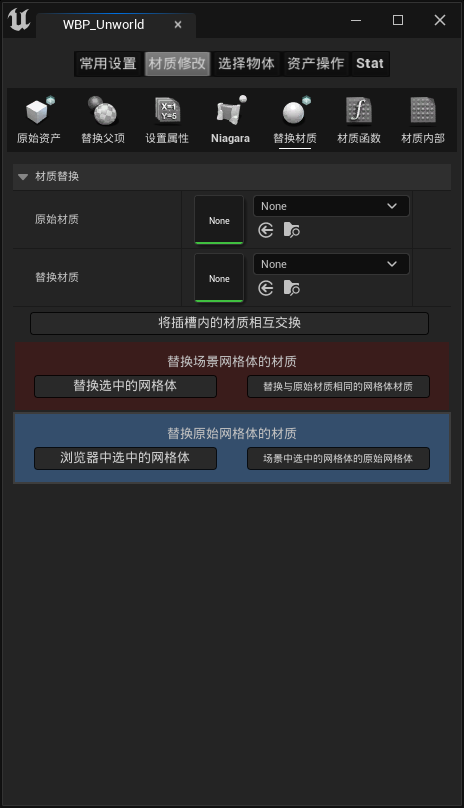 WBP_Unworld
常用设置 材质修改 选择物体 资产操作 Stat
X=1
Y=5
原始资产 替换父项 设置属性 Niagara 替换材质 材质函数 材质内部
材质替换
原始材质 None None
替换材质 None None
将插槽内的材质相互交换
替换场景网格体的材质
替换选中的网格体 替换与原始材质相同的网格体材质
替换原始网格体的材质
浏览器中选中的网格体 场景中选中的网格体的原始网格体